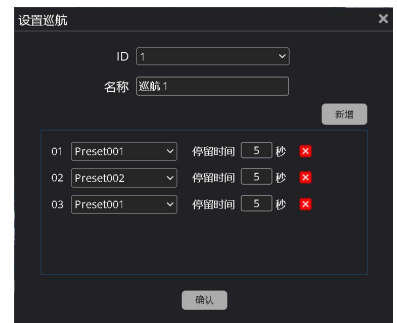 设置巡航
ID 1
名称 巡航 1
新增
01 Preset001 停留时间 5 秒
02 Preset002 停留时间 5 秒
03 Preset001 停留时间 5 秒
确认